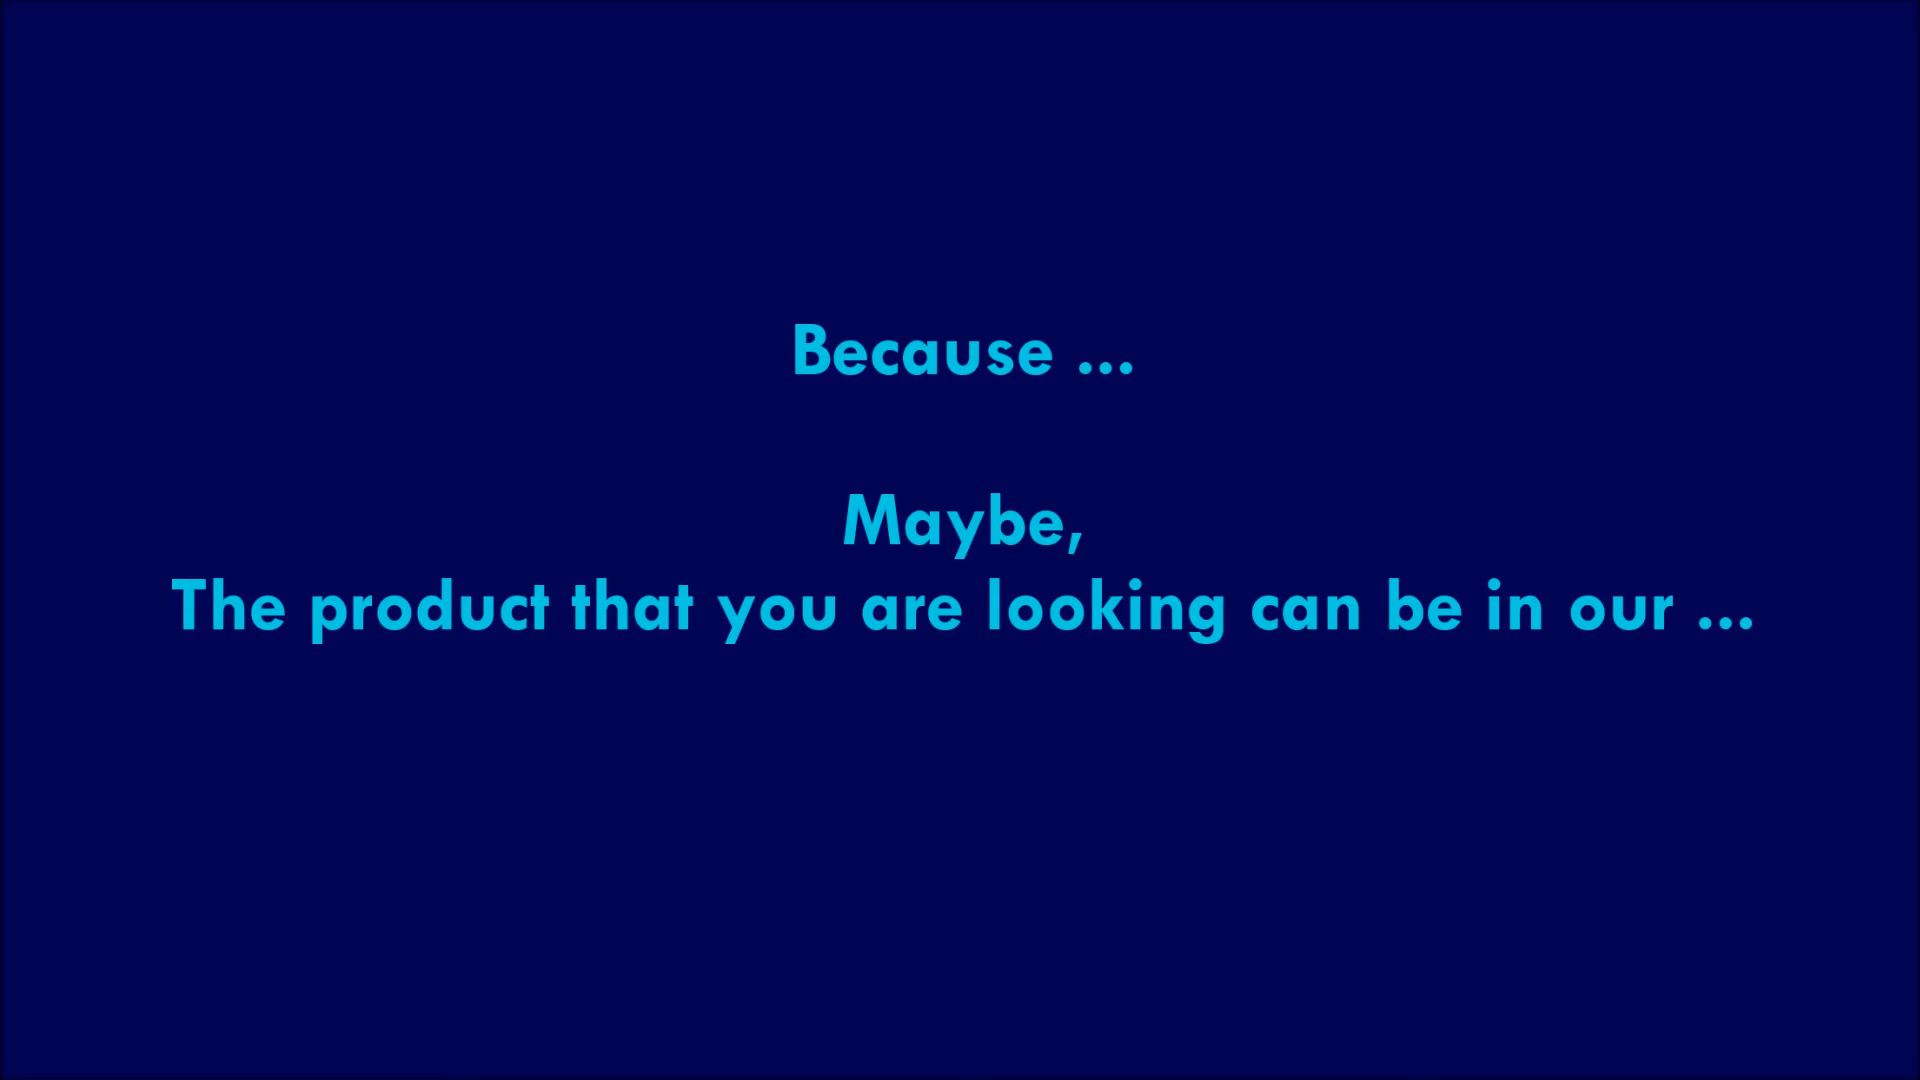 Because ...
Maybe,
The product that you are looking can be in our ...